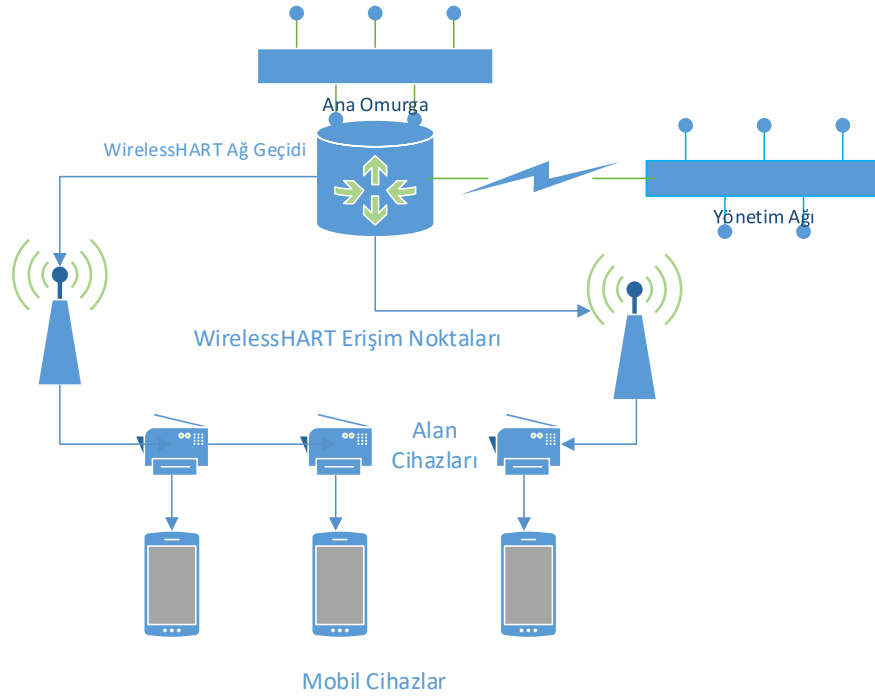 Ana Omurga
WirelessHART Ağ Geçidi
Yönetim Ağı
WirelessHART Erişim Noktaları
Alan
Cihazları
Mobil Cihazlar